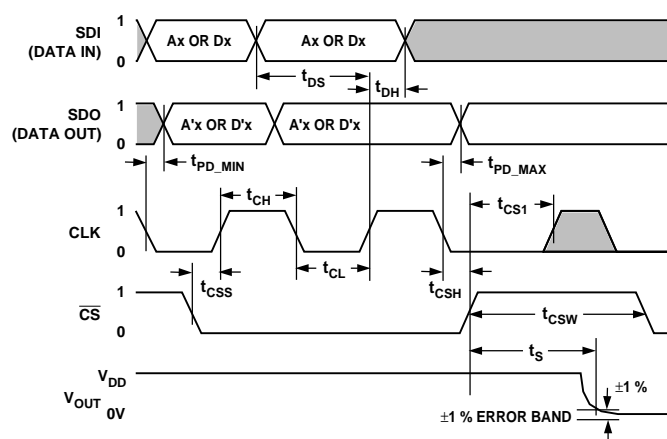 SDI
(DATA IN)
1
0
Ax OR Dx
Ax OR Dx
tDS
tDH
SDO
(DATA OUT)
1
0
A'x OR D'x
A'x OR D'x
tPD_MIN
tPD_MAX
tCH
tCS1
CLK
1
0
tCL
tCSS
tCSH
CS
1
0
tCSW
tS
VDD
VOUT
0V
±1 %
±1 % ERROR BAND